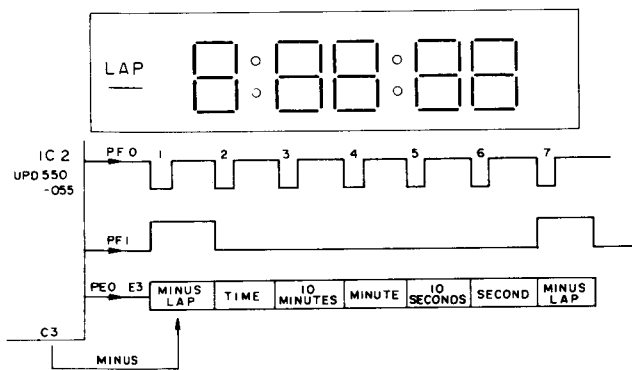 LAP
IC 2
UPD 550
-055
PF 0
1 2 3 4 5 6 7
PF 1
PE0 E3
MINUS LAP
TIME
10 MINUTES
MINUTE
10 SECONDS
SECOND
MINUS LAP
C3
MINUS